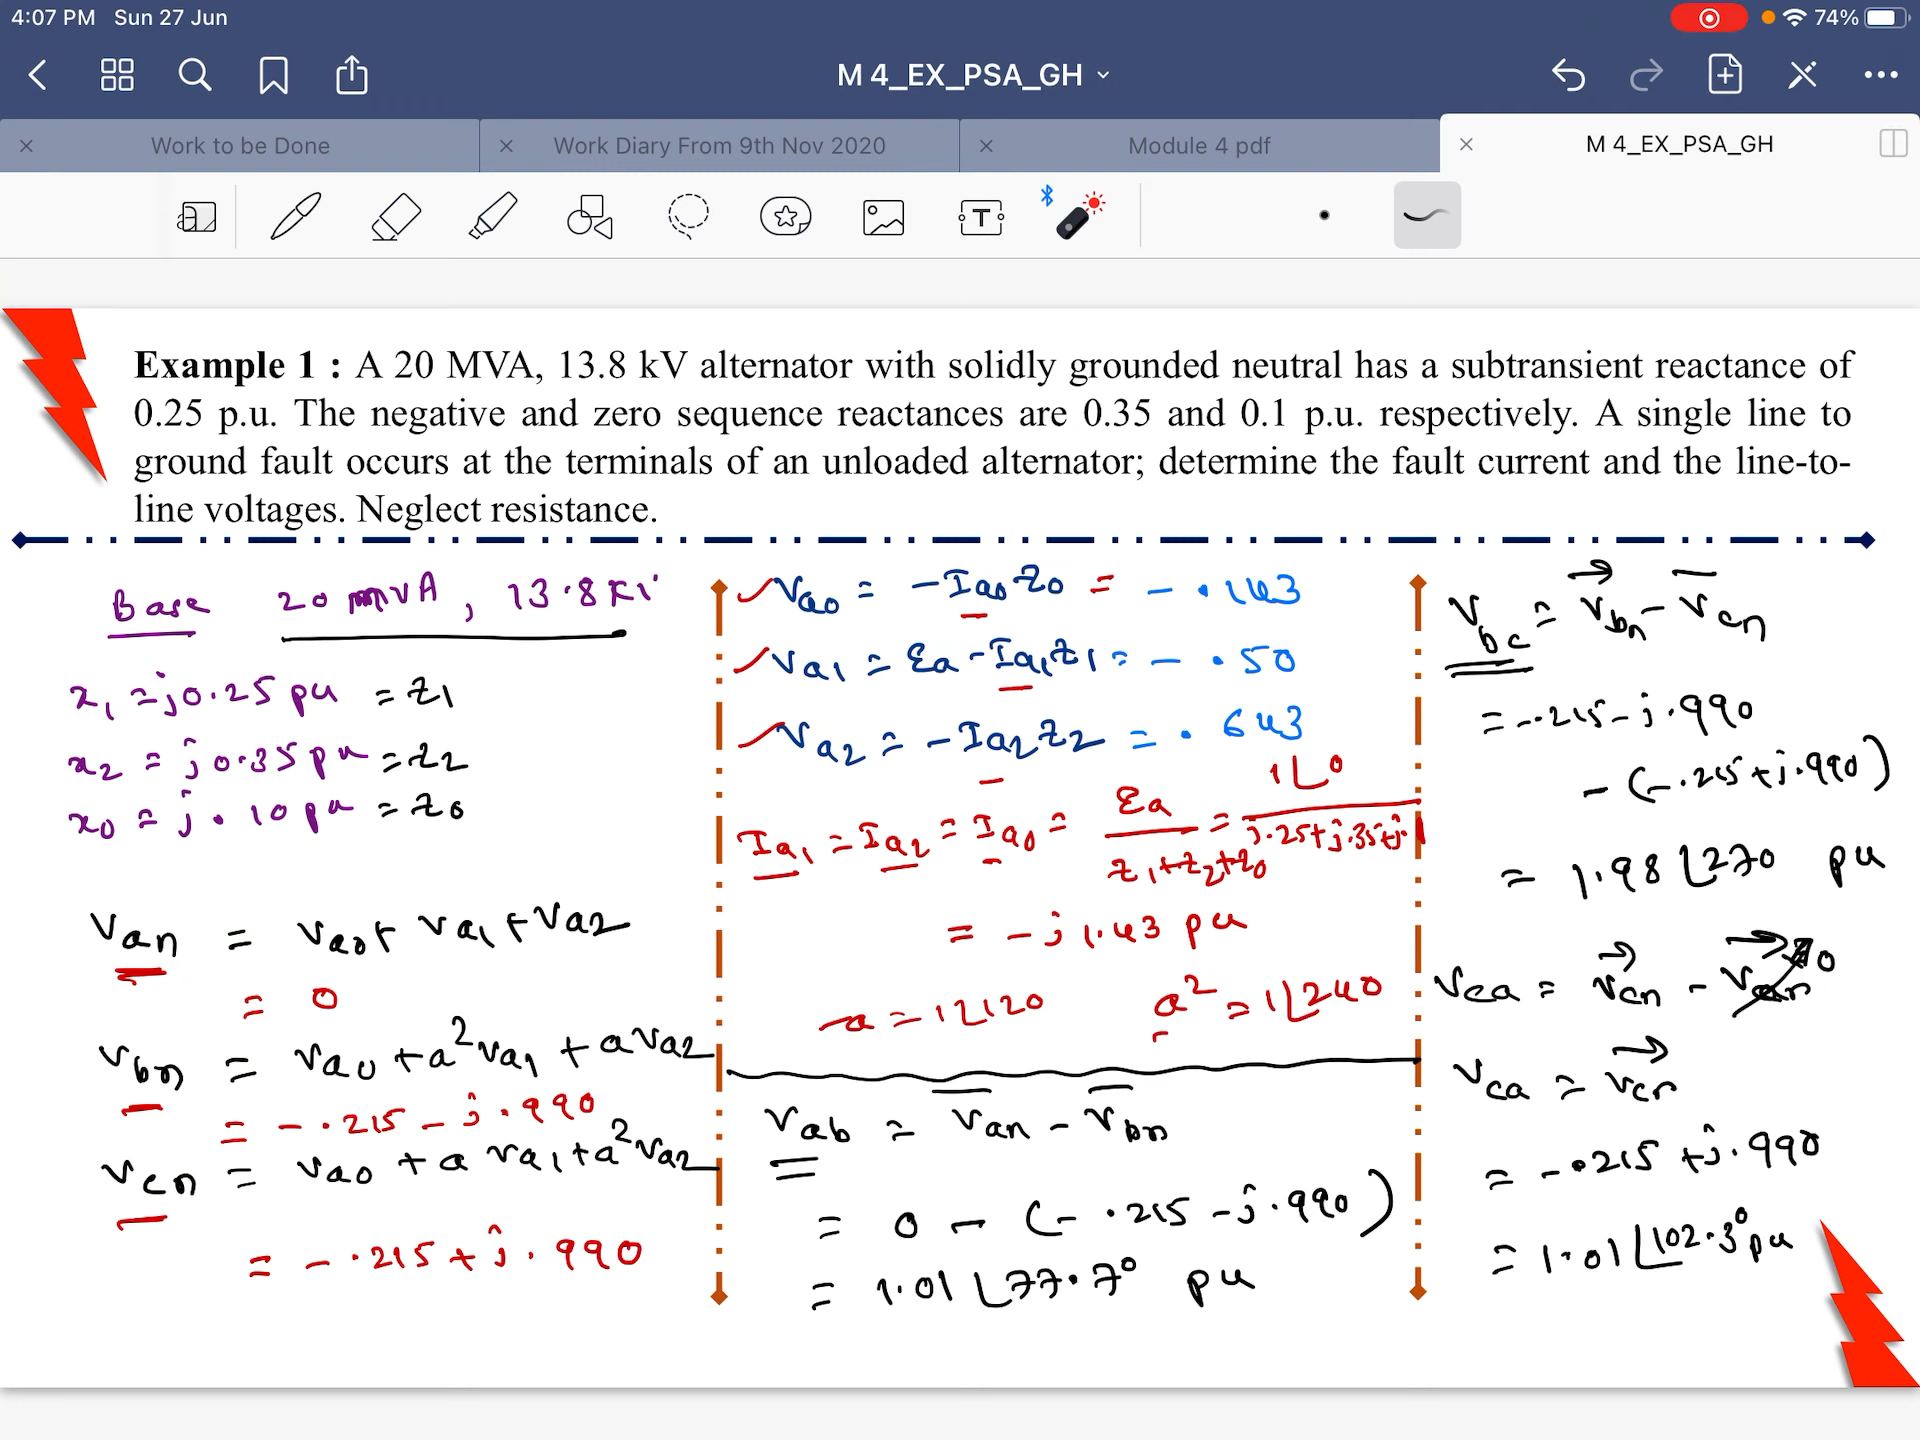 4:07 PM Sun 27 Jun
74%
M 4_EX_PSA_GH
Work to be Done
Work Diary From 9th Nov 2020
Module 4 pdf
M 4_EX_PSA_GH
Example 1 : A 20 MVA, 13.8 kV alternator with solidly grounded neutral has a subtransient reactance of
0.25 p.u. The negative and zero sequence reactances are 0.35 and 0.1 p.u. respectively. A single line to
ground fault occurs at the terminals of an unloaded alternator; determine the fault current and the line-to-
line voltages. Neglect resistance.
Base 20 mVA, 13.8 KV
x1 = j0.25 pu = Z1
x2 = j0.35 pu = Z2
x0 = j.10 pu = Z0
Van = Va0 + Va1 + Va2
= 0
Vbn = Va0 + a²Va1 + aVa2
= -.215 - j.990
Vcn = Va0 + a Va1 + a²Va2
= -.215 + j.990
Va0 = -Ia0 Z0 = -.143
Va1 = Ea - Ia1 Z1 = -.50
Va2 = -Ia2 Z2 = .643
Ia1 = Ia2 = Ia0 = Ea / Z1+Z2+Z0 = 1∠0 / j.25+j.35+j.1
= -j1.43 pu
a = 1∠120 a² = 1∠240
Vab = Van - Vbn
= 0 - (-.215 - j.990)
= 1.01 ∠77.7° pu
Vbc = Vbn - Vcn
= -.215 - j.990
- (-.215 + j.990)
= 1.98 ∠270 pu
Vca = Vcn - Van 0
Vca = Vcn
= -.215 + j.990
= 1.01 ∠102.3° pu